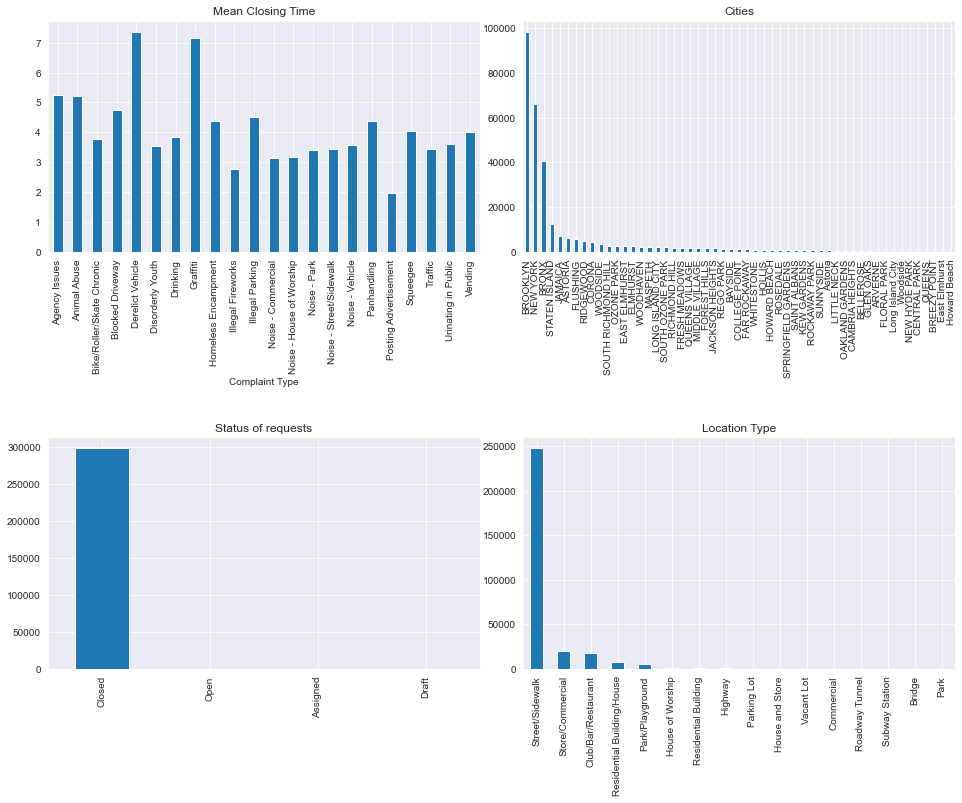 Mean Closing Time
7
6
5
4
3
2
1
0
Agency Issues
Animal Abuse
Bike/Roller/Skate Chronic
Blocked Driveway
Derelict Vehicle
Disorderly Youth
Drinking
Graffiti
Homeless Encampment
Illegal Fireworks
Illegal Parking
Noise - Commercial
Noise - House of Worship
Noise - Park
Noise - Street/Sidewalk
Noise - Vehicle
Panhandling
Posting Advertisement
Squeegee
Traffic
Urinating in Public
Vending
Complaint Type
Cities
100000
80000
60000
40000
20000
0
BROOKLYN
NEW YORK
BRONX
STATEN ISLAND
JAMAICA
ASTORIA
FLUSHING
RIDGEWOOD
CORONA
WOODSIDE
SOUTH RICHMOND HILL
OZONE PARK
EAST ELMHURST
ELMHURST
WOODHAVEN
MASPETH
LONG ISLAND CITY
SOUTH OZONE PARK
RICHMOND HILL
FRESH MEADOWS
QUEENS VILLAGE
MIDDLE VILLAGE
FOREST HILLS
JACKSON HEIGHTS
REGO PARK
BAYSIDE
COLLEGE POINT
FAR ROCKAWAY
WHITESTONE
HOLLIS
HOWARD BEACH
ROSEDALE
SPRINGFIELD GARDENS
SAINT ALBANS
KEW GARDENS
ROCKAWAY PARK
SUNNYSIDE
Astoria
LITTLE NECK
OAKLAND GARDENS
CAMBRIA HEIGHTS
BELLEROSE
GLEN OAKS
ARVERNE
FLORAL PARK
Long Island City
Woodside
NEW HYDE PARK
CENTRAL PARK
QUEENS
BREEZY POINT
East Elmhurst
Howard Beach
Status of requests
300000
250000
200000
150000
100000
50000
0
Closed
Open
Assigned
Draft
Location Type
250000
200000
150000
100000
50000
0
Street/Sidewalk
Store/Commercial
Club/Bar/Restaurant
Residential Building/House
Park/Playground
House of Worship
Residential Building
Highway
Parking Lot
House and Store
Vacant Lot
Commercial
Roadway Tunnel
Subway Station
Bridge
Park